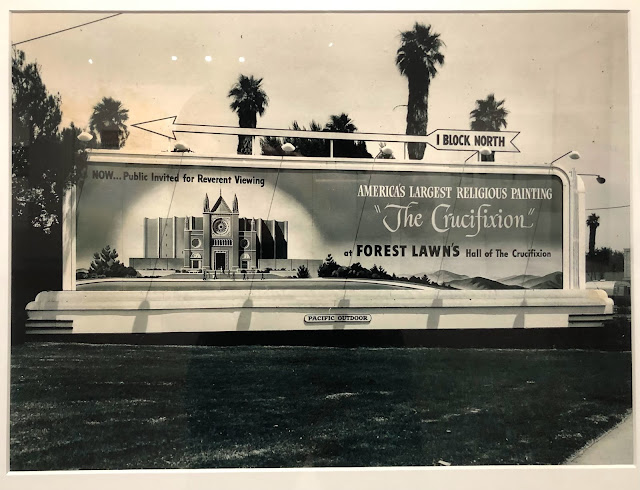 1 BLOCK NORTH
NOW... Public Invited for Reverent Viewing
AMERICA'S LARGEST RELIGIOUS PAINTING
"The Crucifixion"
at FOREST LAWN'S Hall of The Crucifixion
PACIFIC OUTDOOR